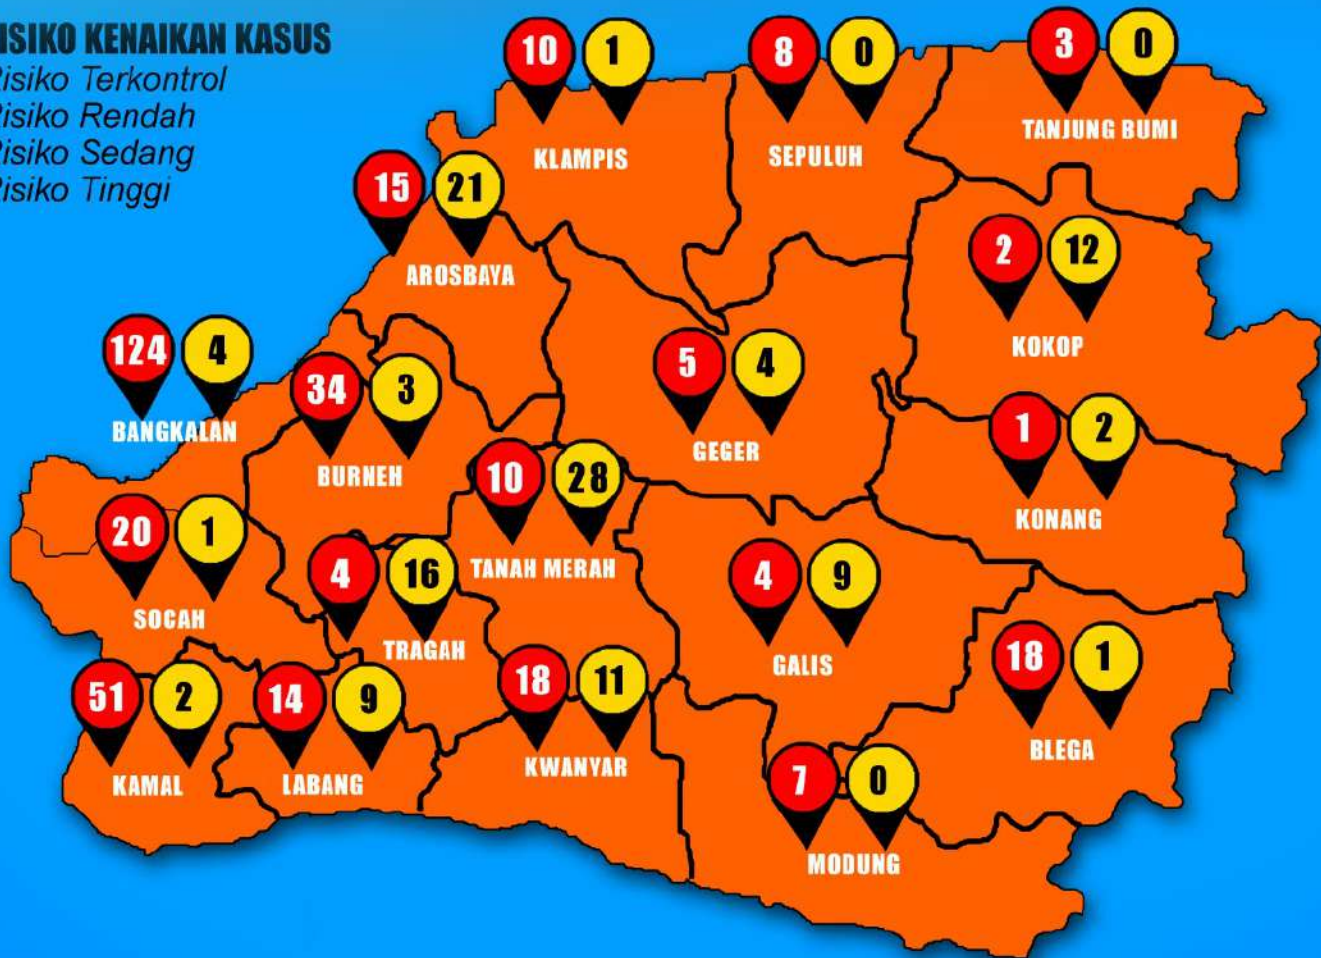 ISIKO KENAIKAN KASUS
isiko Terkontrol
isiko Rendah
isiko Sedang
isiko Tinggi
10 1
KLAMPIS
8 0
SEPULUH
3 0
TANJUNG BUMI
15 21
AROSBAYA
2 12
KOKOP
124 4
BANGKALAN
34 3
BURNEH
5 4
GEGER
1 2
KONANG
10 28
TANAH MERAH
20 1
SOCAH
4 16
TRAGAH
4 9
GALIS
18 1
BLEGA
51 2
KAMAL
14 9
LABANG
18 11
KWANYAR
7 0
MODUNG